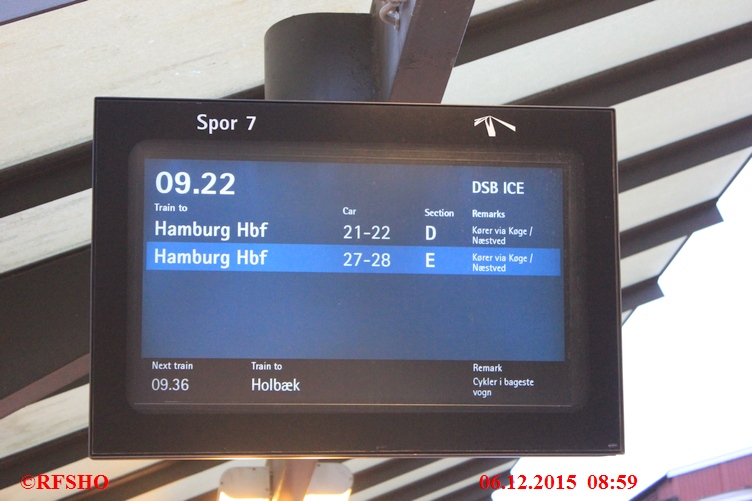 Spor 7
09.22 DSB ICE
Train to Car Section Remarks
Hamburg Hbf 21-22 D Kører via Køge /
Næstved
Hamburg Hbf 27-28 E Kører via Køge /
Næstved
Next train Train to Remark
09.36 Holbæk Cykler i bageste
vogn
©RFSHO 06.12.2015 08:59